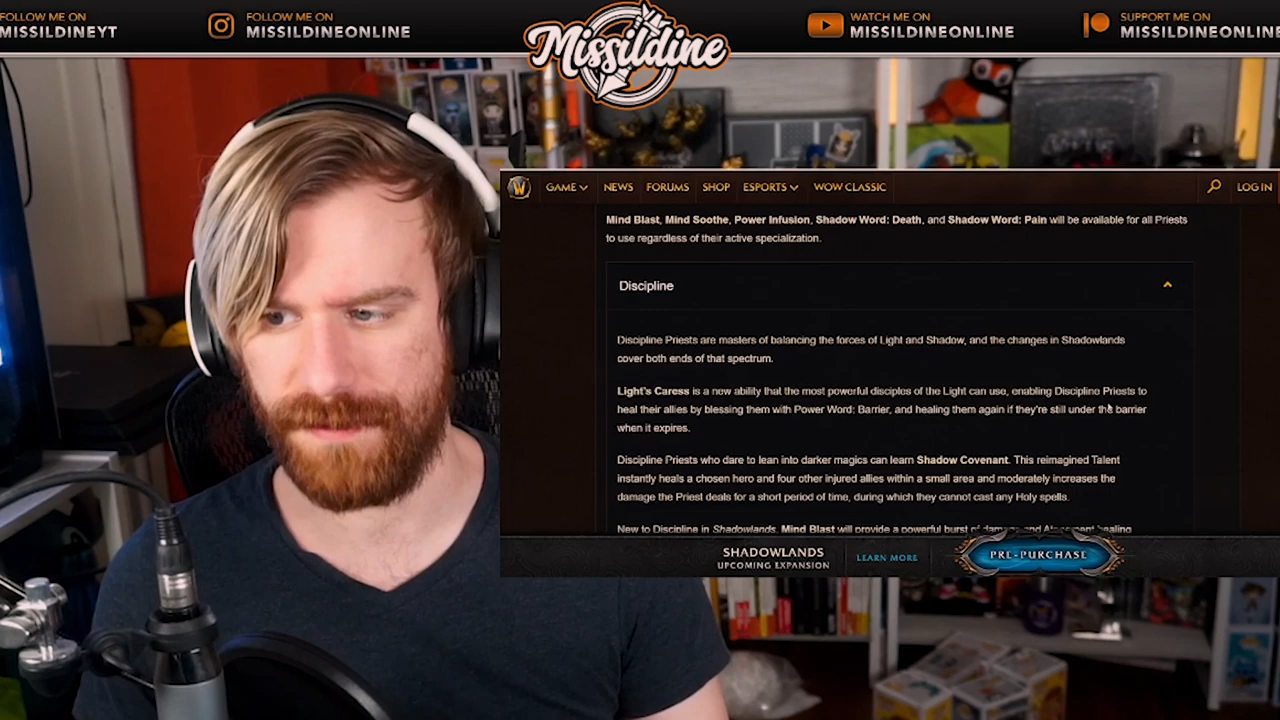 FOLLOW ME ON
MISSILDINEYT
FOLLOW ME ON
MISSILDINEONLINE
Missildine
WATCH ME ON
MISSILDINEONLINE
SUPPORT ME ON
MISSILDINEONLINE
W GAME NEWS FORUMS SHOP ESPORTS WOW CLASSIC LOG IN
Mind Blast, Mind Soothe, Power Infusion, Shadow Word: Death, and Shadow Word: Pain will be available for all Priests
to use regardless of their active specialization.
Discipline
Discipline Priests are masters of balancing the forces of Light and Shadow, and the changes in Shadowlands
cover both ends of that spectrum.
Light's Caress is a new ability that the most powerful disciples of the Light can use, enabling Discipline Priests to
heal their allies by blessing them with Power Word: Barrier, and healing them again if they're still under the barrier
when it expires.
Discipline Priests who dare to lean into darker magics can learn Shadow Covenant. This reimagined Talent
instantly heals a chosen hero and four other injured allies within a small area and moderately increases the
damage the Priest deals for a short period of time, during which they cannot cast any Holy spells.
New to Discipline in Shadowlands, Mind Blast will provide a powerful burst of damage and Atonement healing
SHADOWLANDS
UPCOMING EXPANSION
LEARN MORE
PRE-PURCHASE